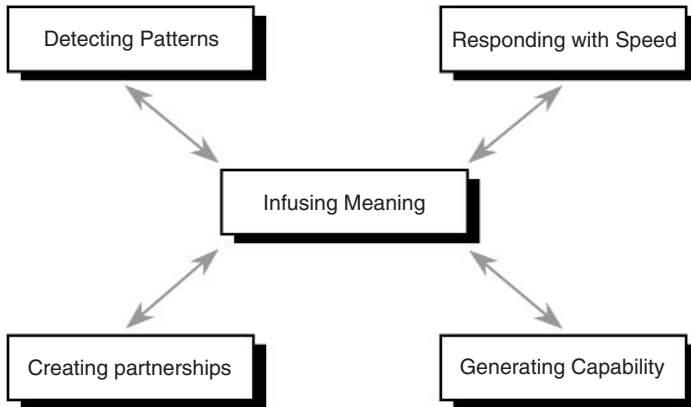 Detecting Patterns
Responding with Speed
Infusing Meaning
Creating partnerships
Generating Capability